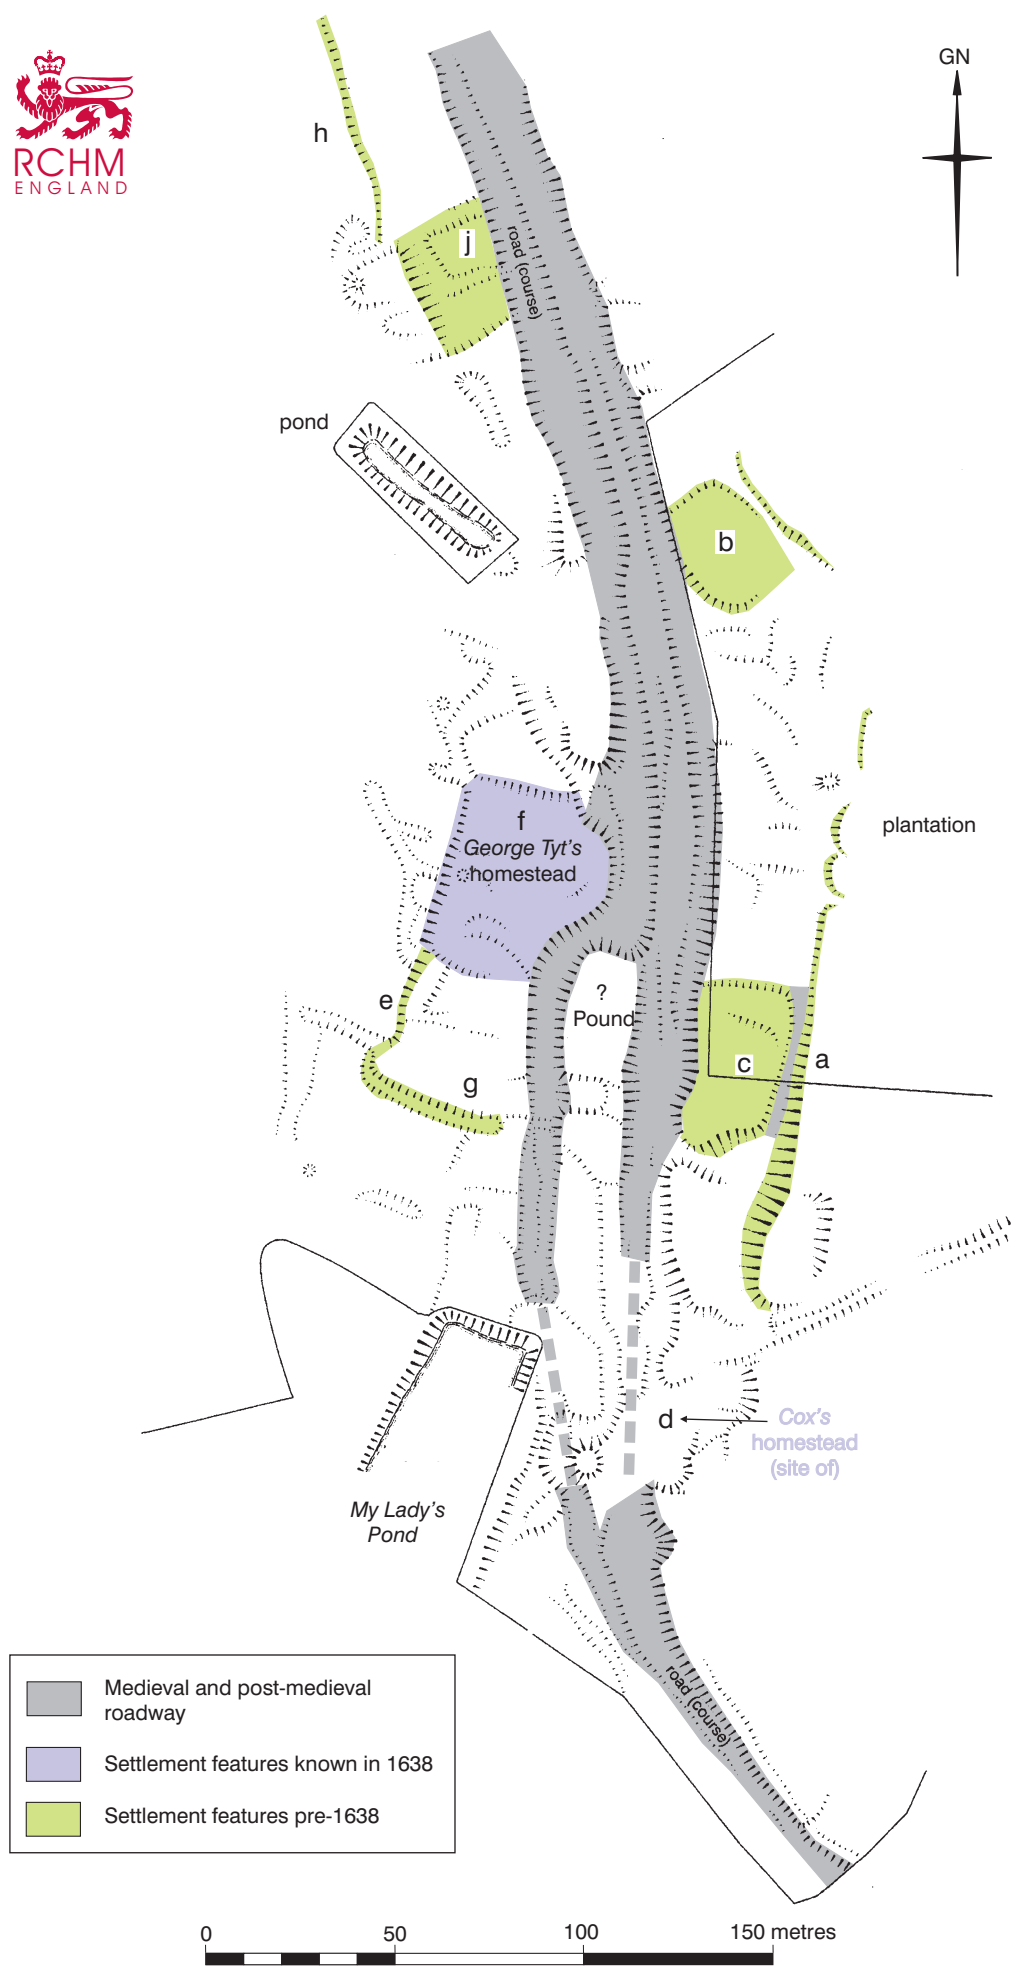 GN
RCHM
ENGLAND
h
j
road (course)
pond
b
f
George Tyt's
homestead
plantation
e
?
Pound
g
c
a
d
Cox's
homestead
(site of)
My Lady's
Pond
road (course)
Medieval and post-medieval
roadway
Settlement features known in 1638
Settlement features pre-1638
0 50 100 150 metres